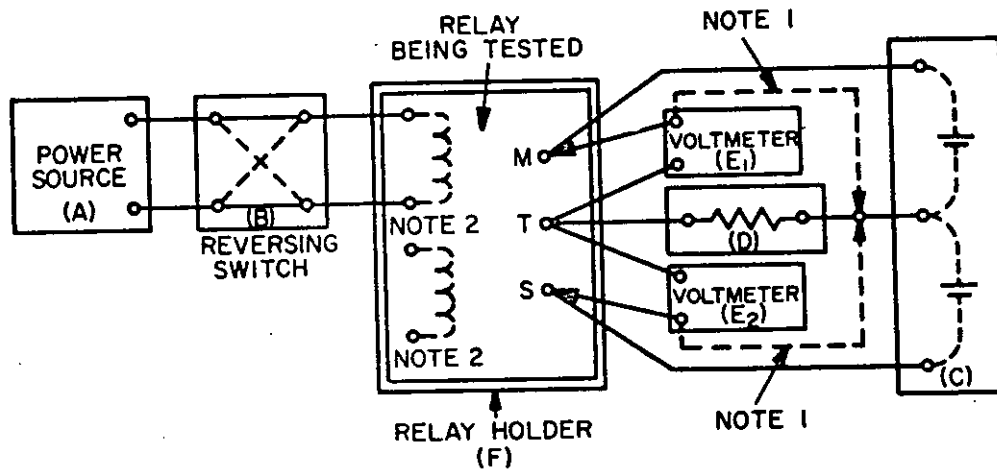 RELAY
BEING TESTED
NOTE 1
POWER
SOURCE
(A)
(B)
REVERSING
SWITCH
NOTE 2
NOTE 2
M
T
S
VOLTMETER
(E1)
(D)
VOLTMETER
(E2)
(C)
NOTE 1
RELAY HOLDER
(F)